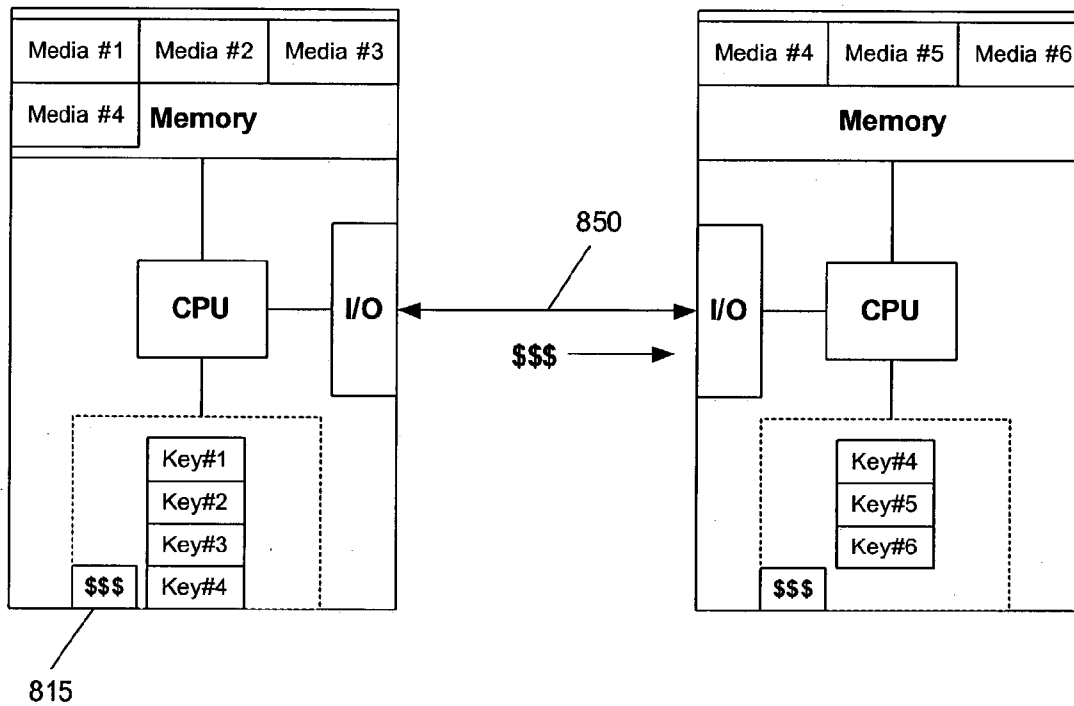 Media #1 Media #2 Media #3
Media #4 Memory
CPU
I/O
Key#1
Key#2
Key#3
Key#4
$$$
815
850
$$$
Media #4 Media #5 Media #6
Memory
I/O
CPU
Key#4
Key#5
Key#6
$$$